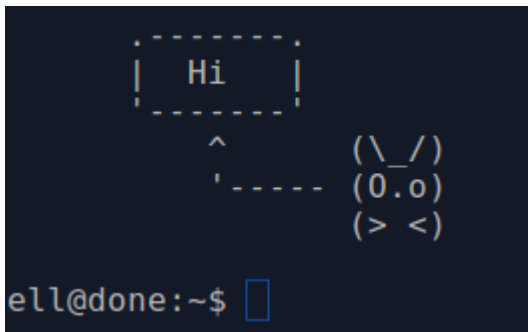 .-------.
|  Hi   |
'-------'
    ^      (\_/)
    '----- (O.o)
           (> <)
ell@done:~$